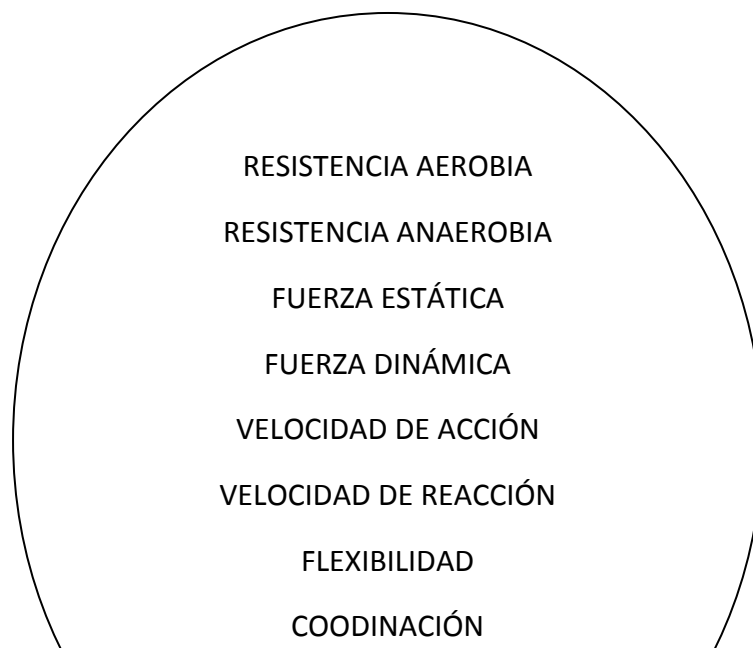 RESISTENCIA AEROBIA
RESISTENCIA ANAEROBIA
FUERZA ESTÁTICA
FUERZA DINÁMICA
VELOCIDAD DE ACCIÓN
VELOCIDAD DE REACCIÓN
FLEXIBILIDAD
COODINACIÓN